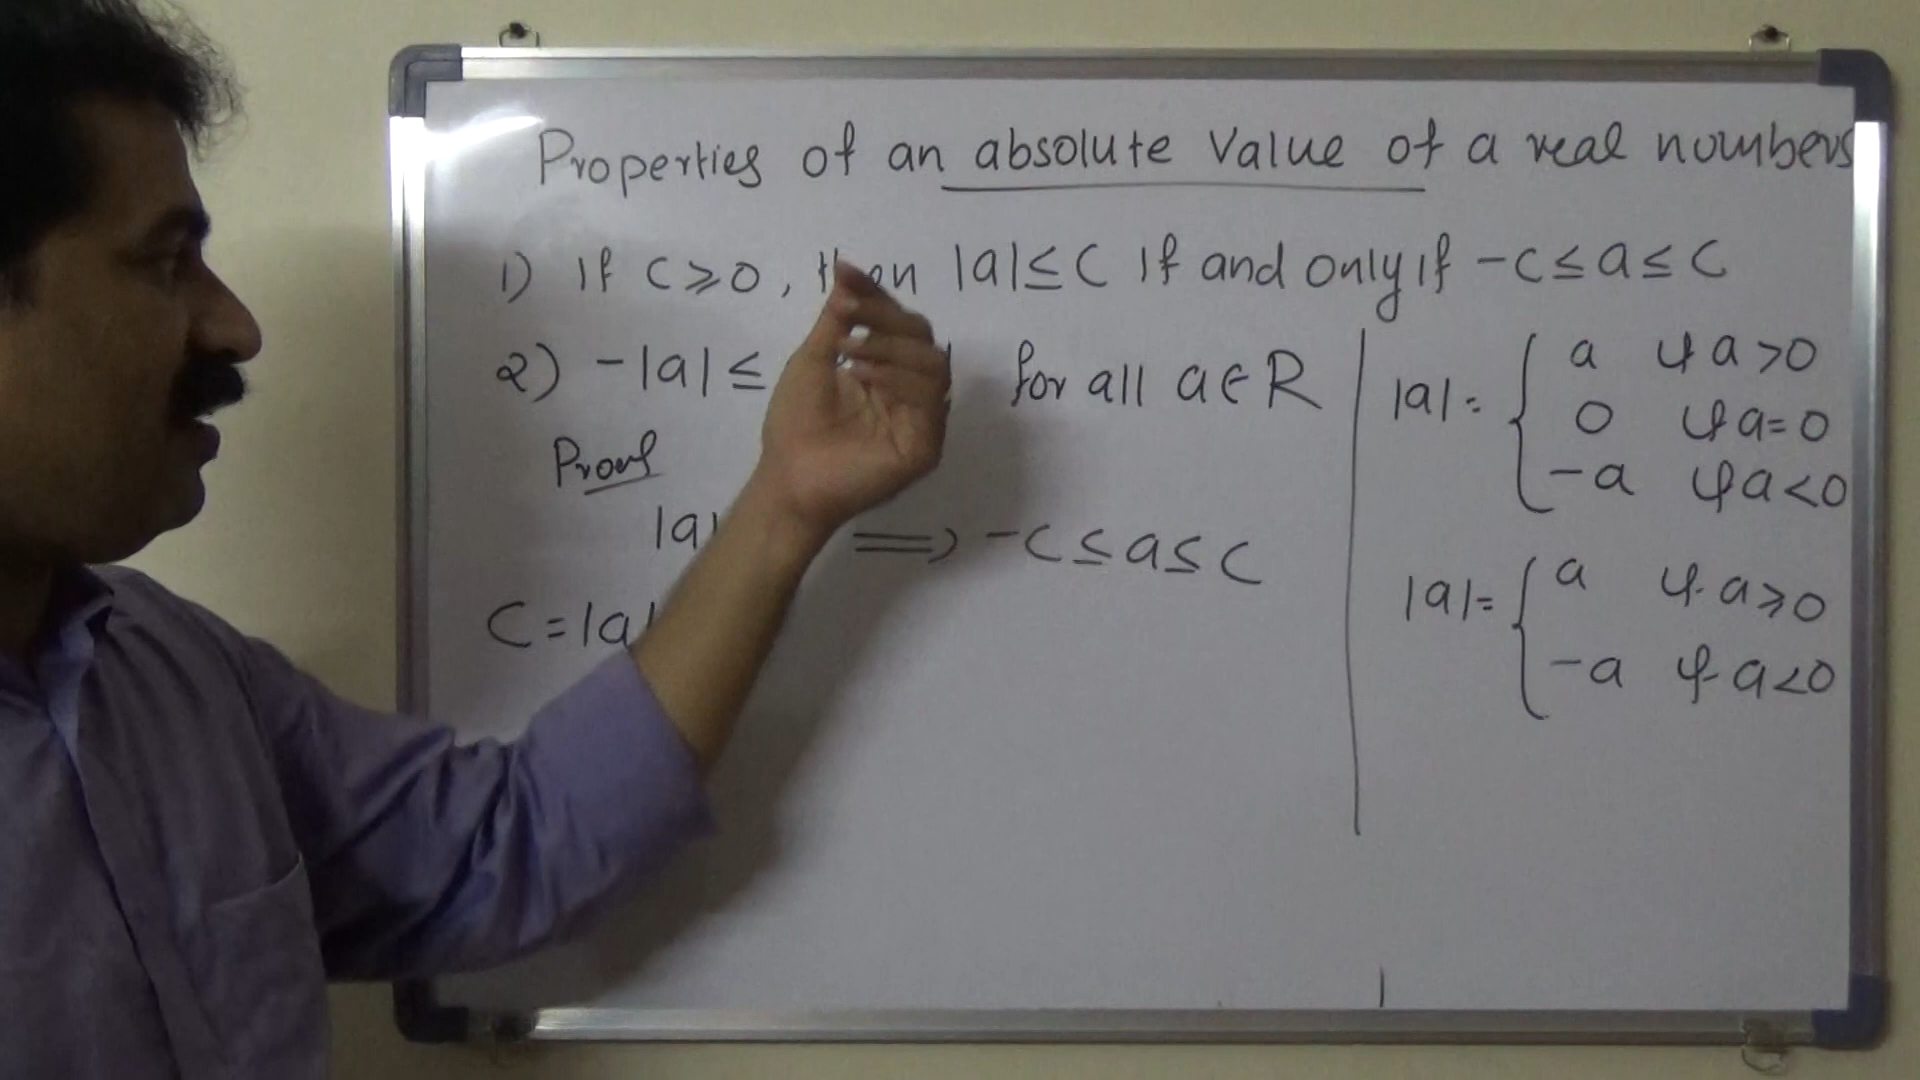 Properties of an absolute value of a real numbers
1) If C ≥ 0, then |a| ≤ C if and only if -C ≤ a ≤ C
2) -|a| ≤ | for all a ∈ R
Proof
|a| ⟹ -C ≤ a ≤ C
C = |a|
|a| = { a if a > 0
0 if a = 0
-a if a < 0
|a| = { a if a ≥ 0
-a if a < 0